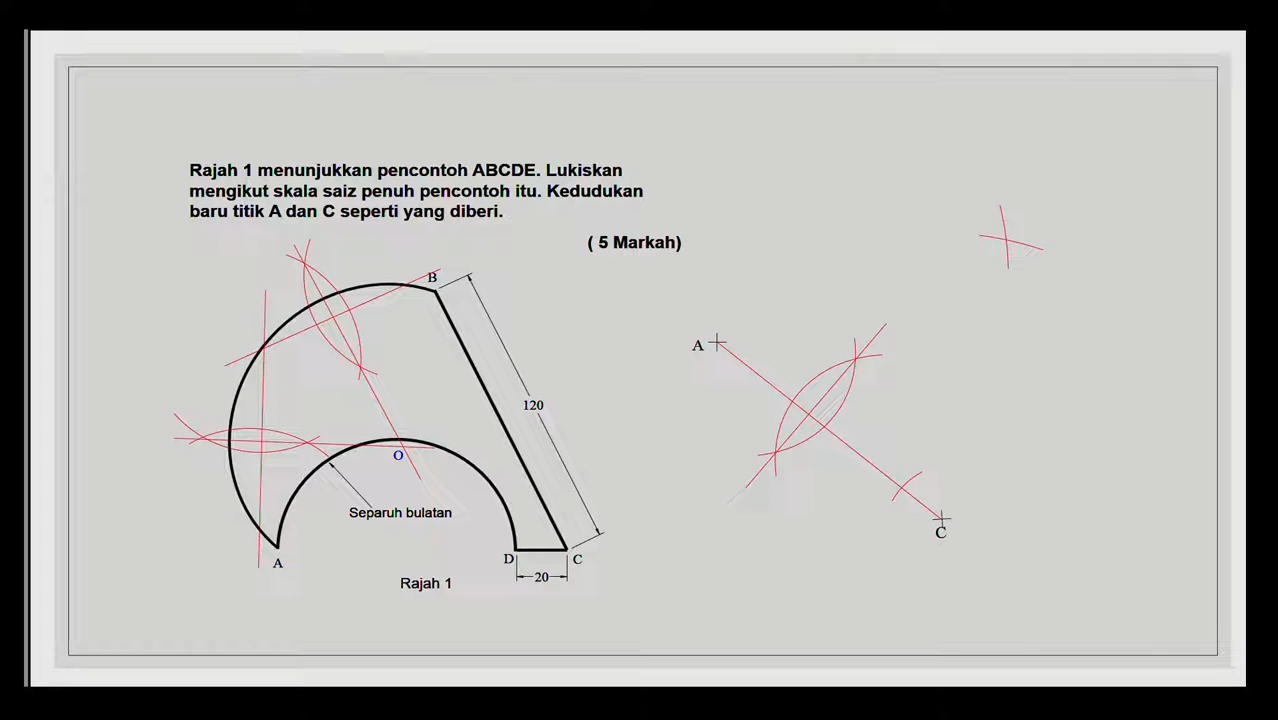 Rajah 1 menunjukkan pencontoh ABCDE. Lukiskan
mengikut skala saiz penuh pencontoh itu. Kedudukan
baru titik A dan C seperti yang diberi.
( 5 Markah)
B
A
120
O
Separuh bulatan
C
D
C
A
20
Rajah 1